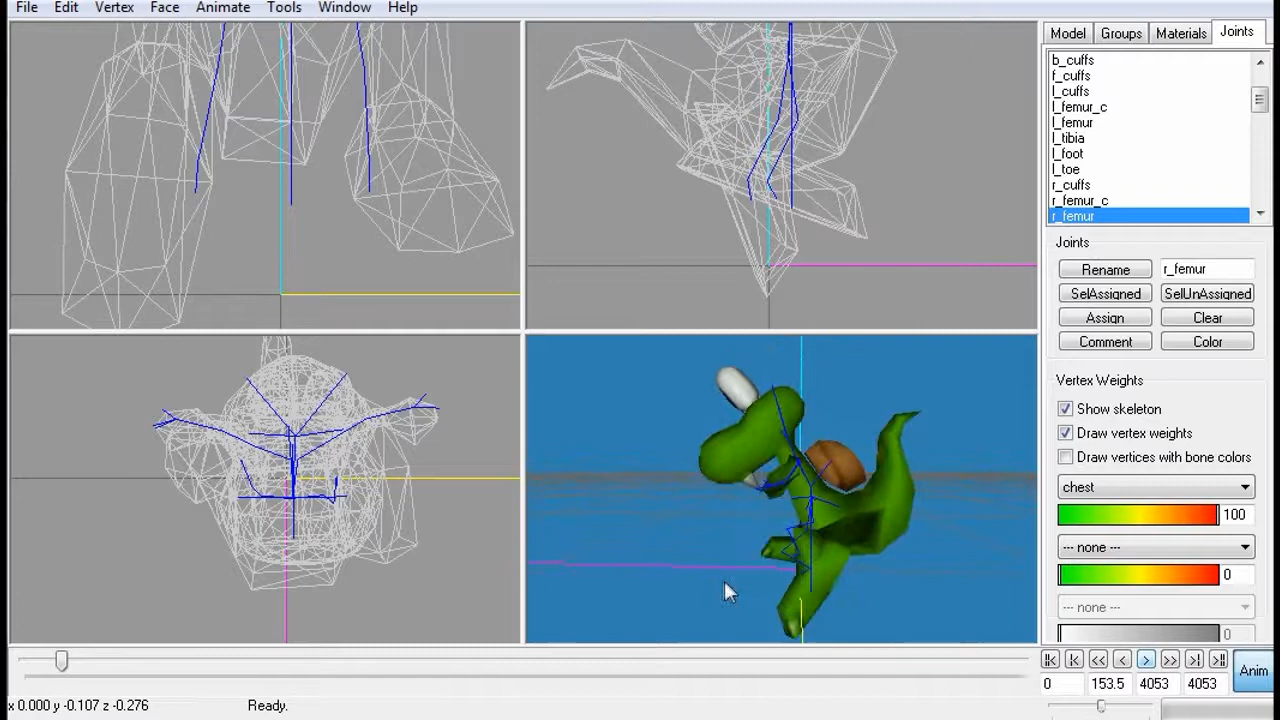 File Edit Vertex Face Animate Tools Window Help
Model Groups Materials Joints
b_cuffs
f_cuffs
l_cuffs
l_femur_c
l_femur
l_tibia
l_foot
l_toe
r_cuffs
r_femur_c
r_femur
Joints
Rename r_femur
SelAssigned SelUnAssigned
Assign Clear
Comment Color
Vertex Weights
Show skeleton
Draw vertex weights
Draw vertices with bone colors
chest
100
--- none ---
0
--- none ---
0
0 153.5 4053 4053 Anim
x 0.000 y -0.107 z -0.276 Ready.